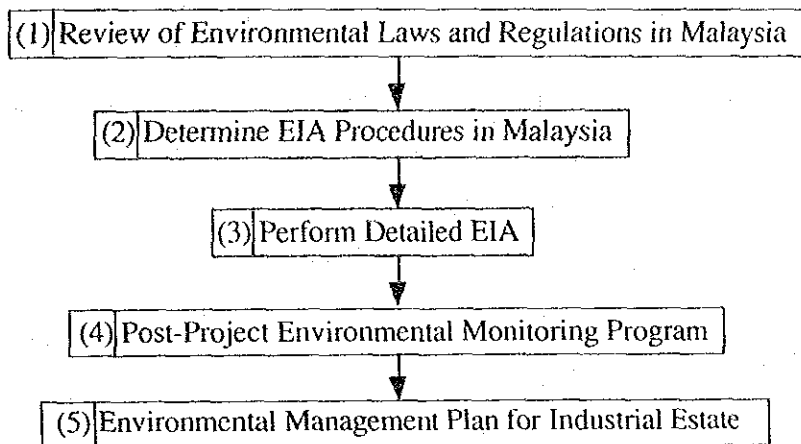 (1) Review of Environmental Laws and Regulations in Malaysia
(2) Determine EIA Procedures in Malaysia
(3) Perform Detailed EIA
(4) Post-Project Environmental Monitoring Program
(5) Environmental Management Plan for Industrial Estate